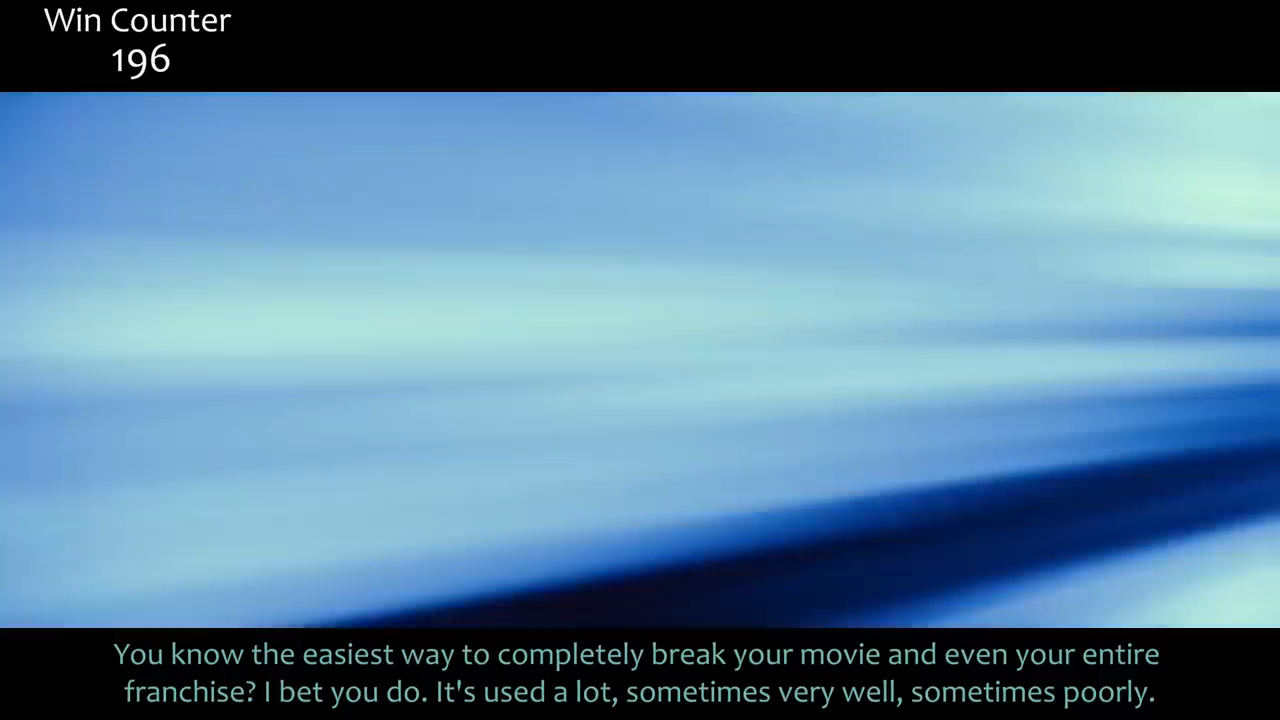 Win Counter
196
You know the easiest way to completely break your movie and even your entire
franchise? I bet you do. It's used a lot, sometimes very well, sometimes poorly.